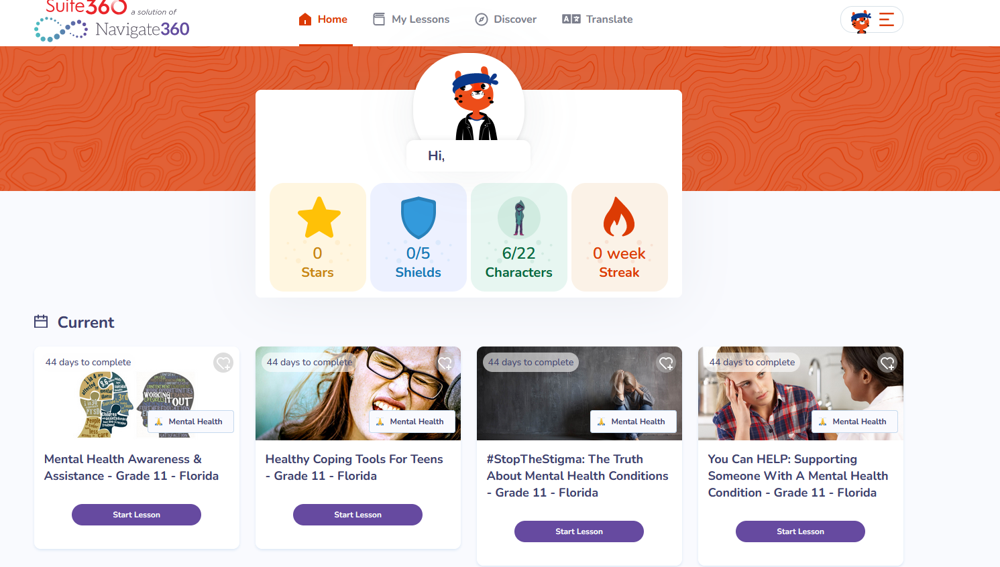 Suite360
a solution of
Navigate360
Home
My Lessons
Discover
Translate
Hi,
0
Stars
0/5
Shields
6/22
Characters
0 week
Streak
Current
44 days to complete
WORKING
IT OUT
Mental Health
Mental Health Awareness &
Assistance - Grade 11 - Florida
Start Lesson
44 days to complete
Mental Health
Healthy Coping Tools For Teens
- Grade 11 - Florida
Start Lesson
44 days to complete
Mental Health
#StopTheStigma: The Truth
About Mental Health Conditions
- Grade 11 - Florida
Start Lesson
44 days to complete
Mental Health
You Can HELP: Supporting
Someone With A Mental Health
Condition - Grade 11 - Florida
Start Lesson